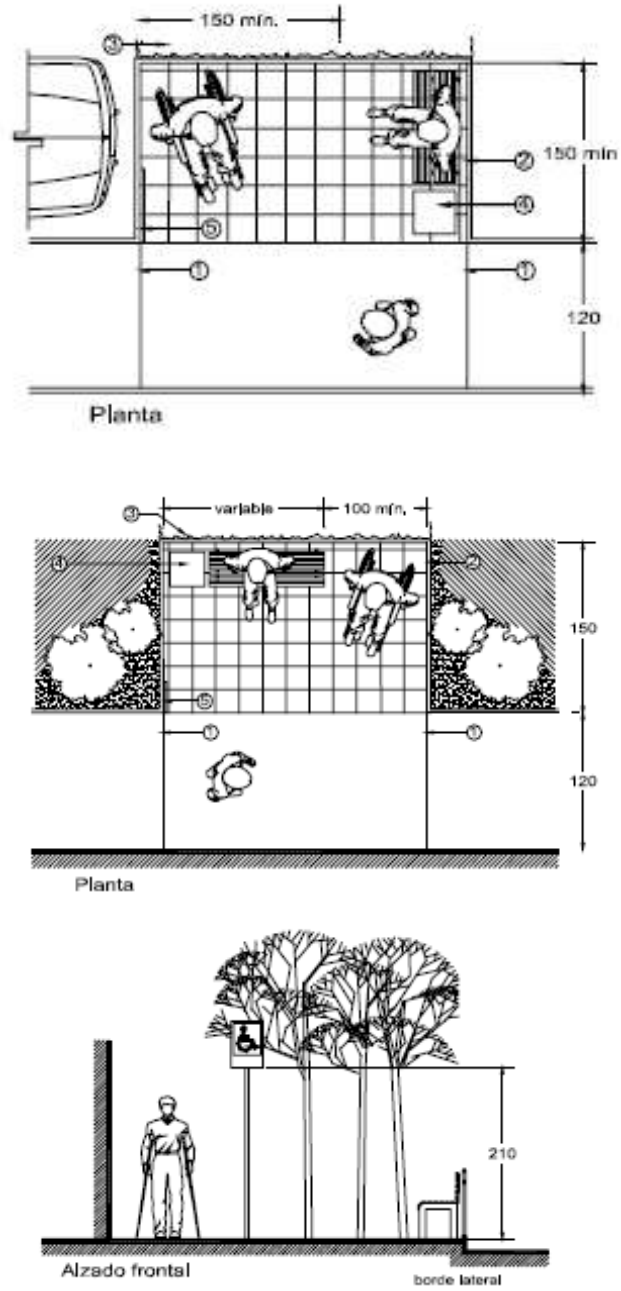 150 mín.
③
② 150 mín
④
⑤
① ①
120
Planta
variable 100 mín.
③
④ ②
150
⑤
① ①
120
Planta
210
Alzado frontal
borde lateral